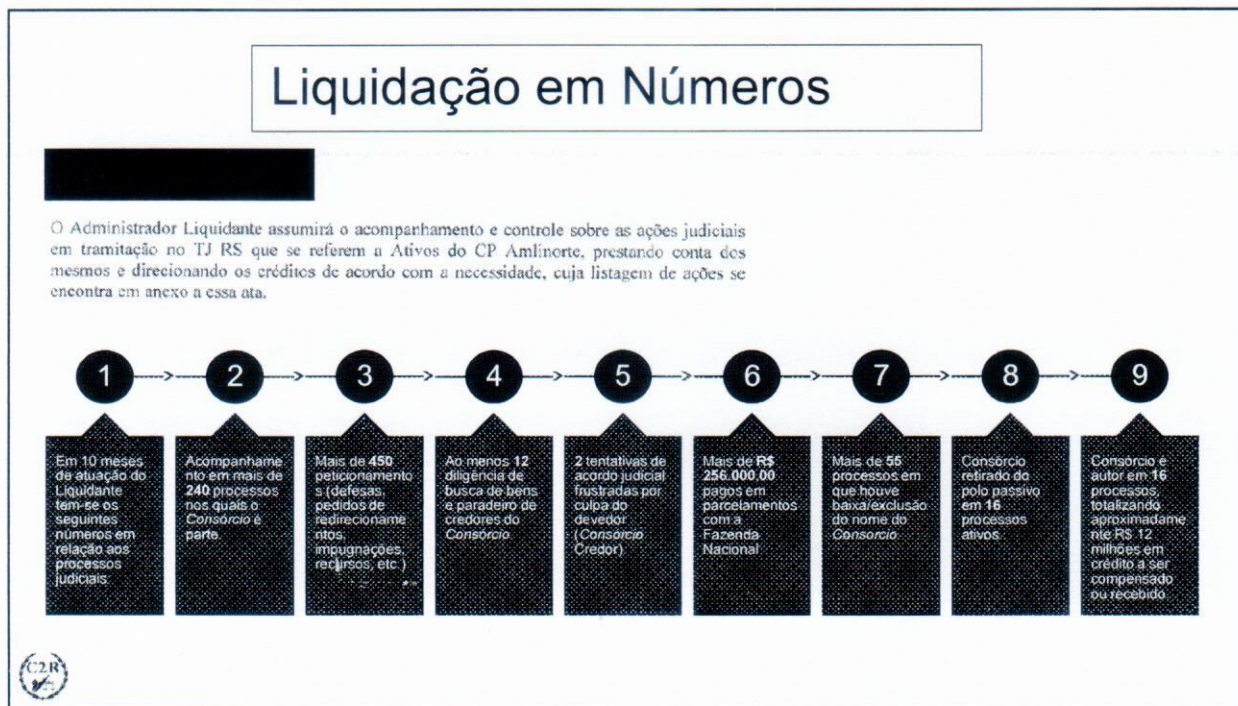 Liquidação em Números
O Administrador Liquidante assumirá o acompanhamento e controle sobre as ações judiciais
em tramitação no TJ RS que se referem a Ativos do CP Amlinorte, prestando conta dos
mesmos e direcionando os créditos de acordo com a necessidade, cuja listagem de ações se
encontra em anexo a essa ata.
1
2
3
4
5
6
7
8
9
Em 10 meses
de atuação do
Liquidante
tem-se os
seguintes
números em
relação aos
processos
judiciais:
Acompanhame
nto em mais de
240 processos
nos quais o
Consórcio é
parte.
Mais de 450
peticionamento
s (defesas,
pedidos de
redirecioname
ntos,
impugnações,
recursos, etc.)
Ao menos 12
diligência de
busca de bens
e paradeiro de
credores do
Consórcio
2 tentativas de
acordo judicial
frustradas por
culpa do
devedor
(Consórcio
Credor)
Mais de R$
256.000,00
pagos em
parcelamentos
com a
Fazenda
Nacional
Mais de 55
processos em
que houve
baixa/exclusão
do nome do
Consórcio
Consórcio
retirado do
polo passivo
em 16
processos
ativos.
Consórcio é
autor em 16
processos,
totalizando
aproximadame
nte R$ 12
milhões em
crédito a ser
compensado
ou recebido
C2R